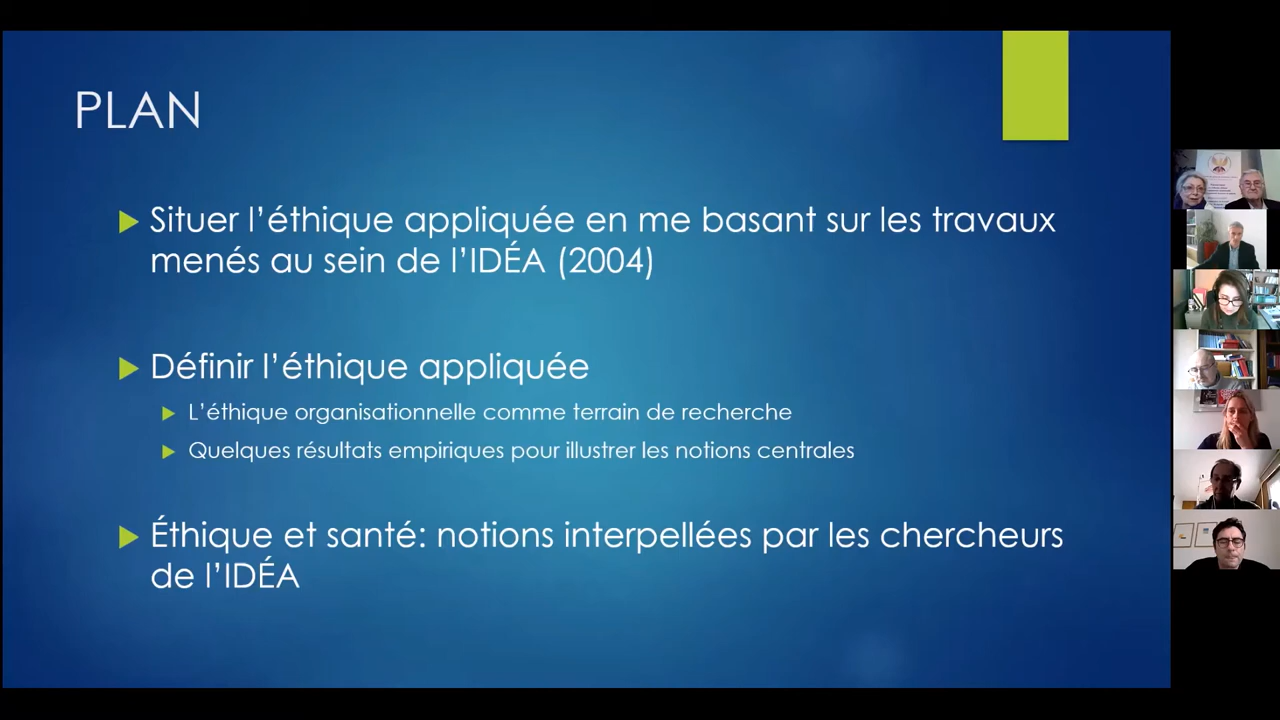 PLAN
Situer l’éthique appliquée en me basant sur les travaux
menés au sein de l’IDÉA (2004)
Définir l’éthique appliquée
L’éthique organisationnelle comme terrain de recherche
Quelques résultats empiriques pour illustrer les notions centrales
Éthique et santé: notions interpellées par les chercheurs
de l’IDÉA